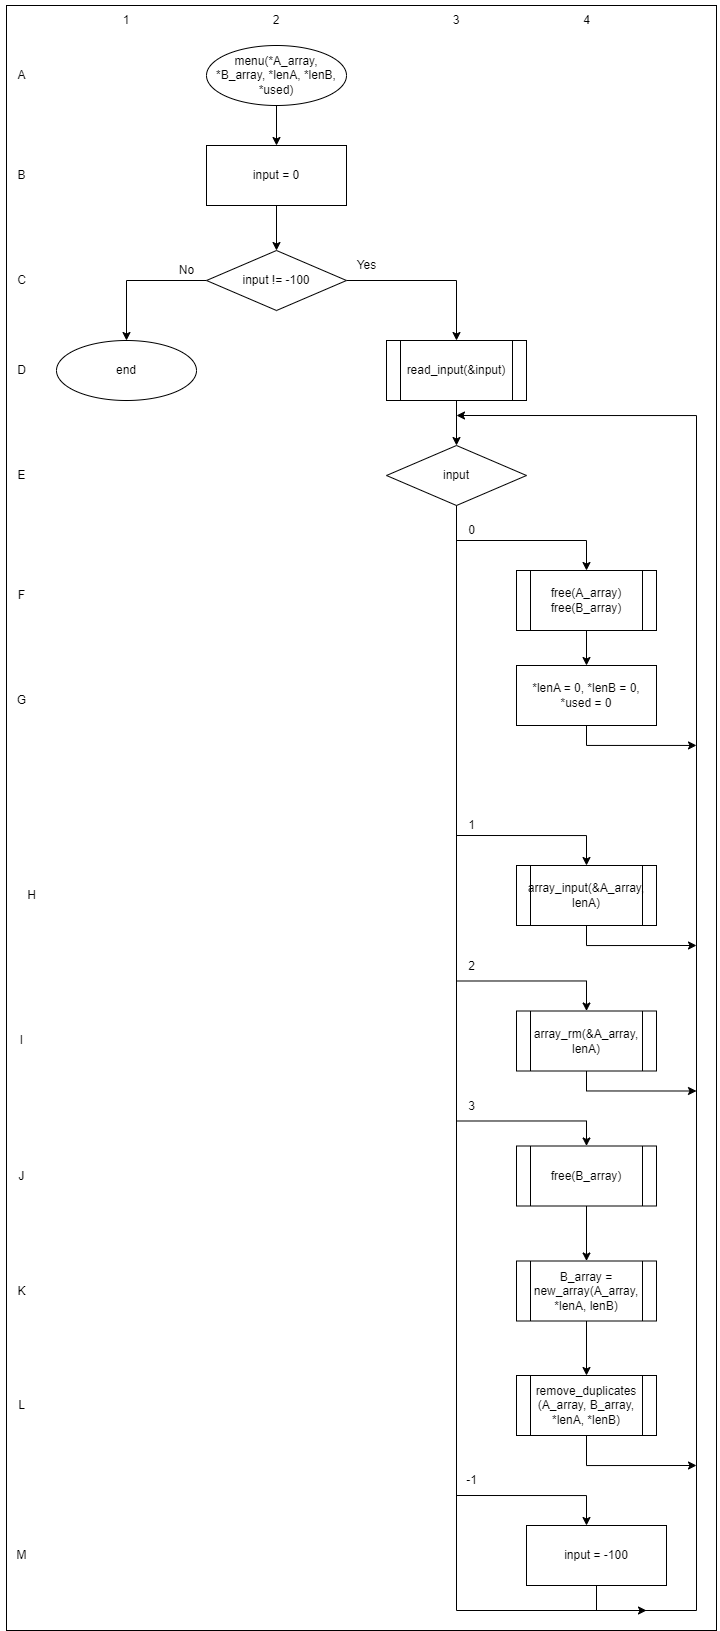 1 2 3 4
A
menu(*A_array,
*B_array, *lenA, *lenB,
*used)
B
input = 0
C
No
input != -100
Yes
D
end
read_input(&input)
E
input
0
F
free(A_array)
free(B_array)
G
*lenA = 0, *lenB = 0,
*used = 0
1
H
array_input(&A_array,
lenA)
2
I
array_rm(&A_array,
lenA)
3
J
free(B_array)
K
B_array =
new_array(A_array,
*lenA, lenB)
L
remove_duplicates
(A_array, B_array,
*lenA, *lenB)
-1
M
input = -100